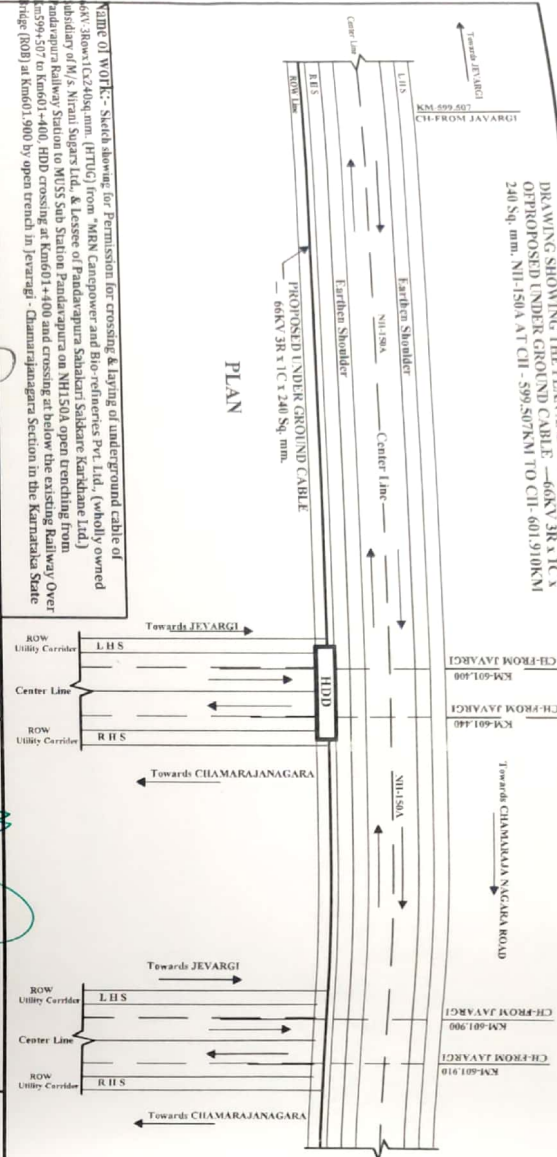 DRAWING SHOWING THE
OFPROPOSED UNDER GROUND CABLE —66KV 3R x 1C x
240 Sq. mm. NH-150A AT CH - 599.507KM TO CH- 601.910KM
Towards JEVARGI
KM-599.507
CH-FROM JAVARGI
Center Line
LHS
RHS
ROW Line
Earthen Shoulder
NH-150A
Center Line
Earthen Shoulder
PROPOSED UNDER GROUND CABLE
66KV 3R x 1C x 240 Sq. mm.
PLAN
CH-FROM JAVARGI
KM-601.400
CH-FROM JAVARGI
KM-601.440
Towards CHAMARAJA NAGARA ROAD
NH-150A
CH-FROM JAVARGI
KM-601.900
CH-FROM JAVARGI
KM-601.910
HDD
Towards JEVARGI
ROW
Utility Corrider
LHS
Center Line
ROW
Utility Corrider
RHS
Towards CHAMARAJANAGARA
Towards JEVARGI
ROW
Utility Corrider
LHS
Center Line
ROW
Utility Corrider
RHS
Towards CHAMARAJANAGARA
Name of work:- Sketch showing for Permission for crossing & laying of underground cable of
66KV-3Rowx1Cx240sq.mm. (HTUG) from "MRN Canepower and Bio-refineries Pvt. Ltd., (wholly owned
Subsidiary of M/s. Nirani Sugars Ltd., & Lessee of Pandavapura Sahakari Sakkare Karkhane Ltd.)
Pandavapura Railway Station to MUSS Sub Station Pandavapura on NH150A open trenching from
Km599+507 to Km601+400, HDD crossing at Km601+400 and crossing at below the existing Railway Over
Bridge (ROB) at Km601.900 by open trench in Jevaragi - Chamarajanagara Section in the Karnataka State